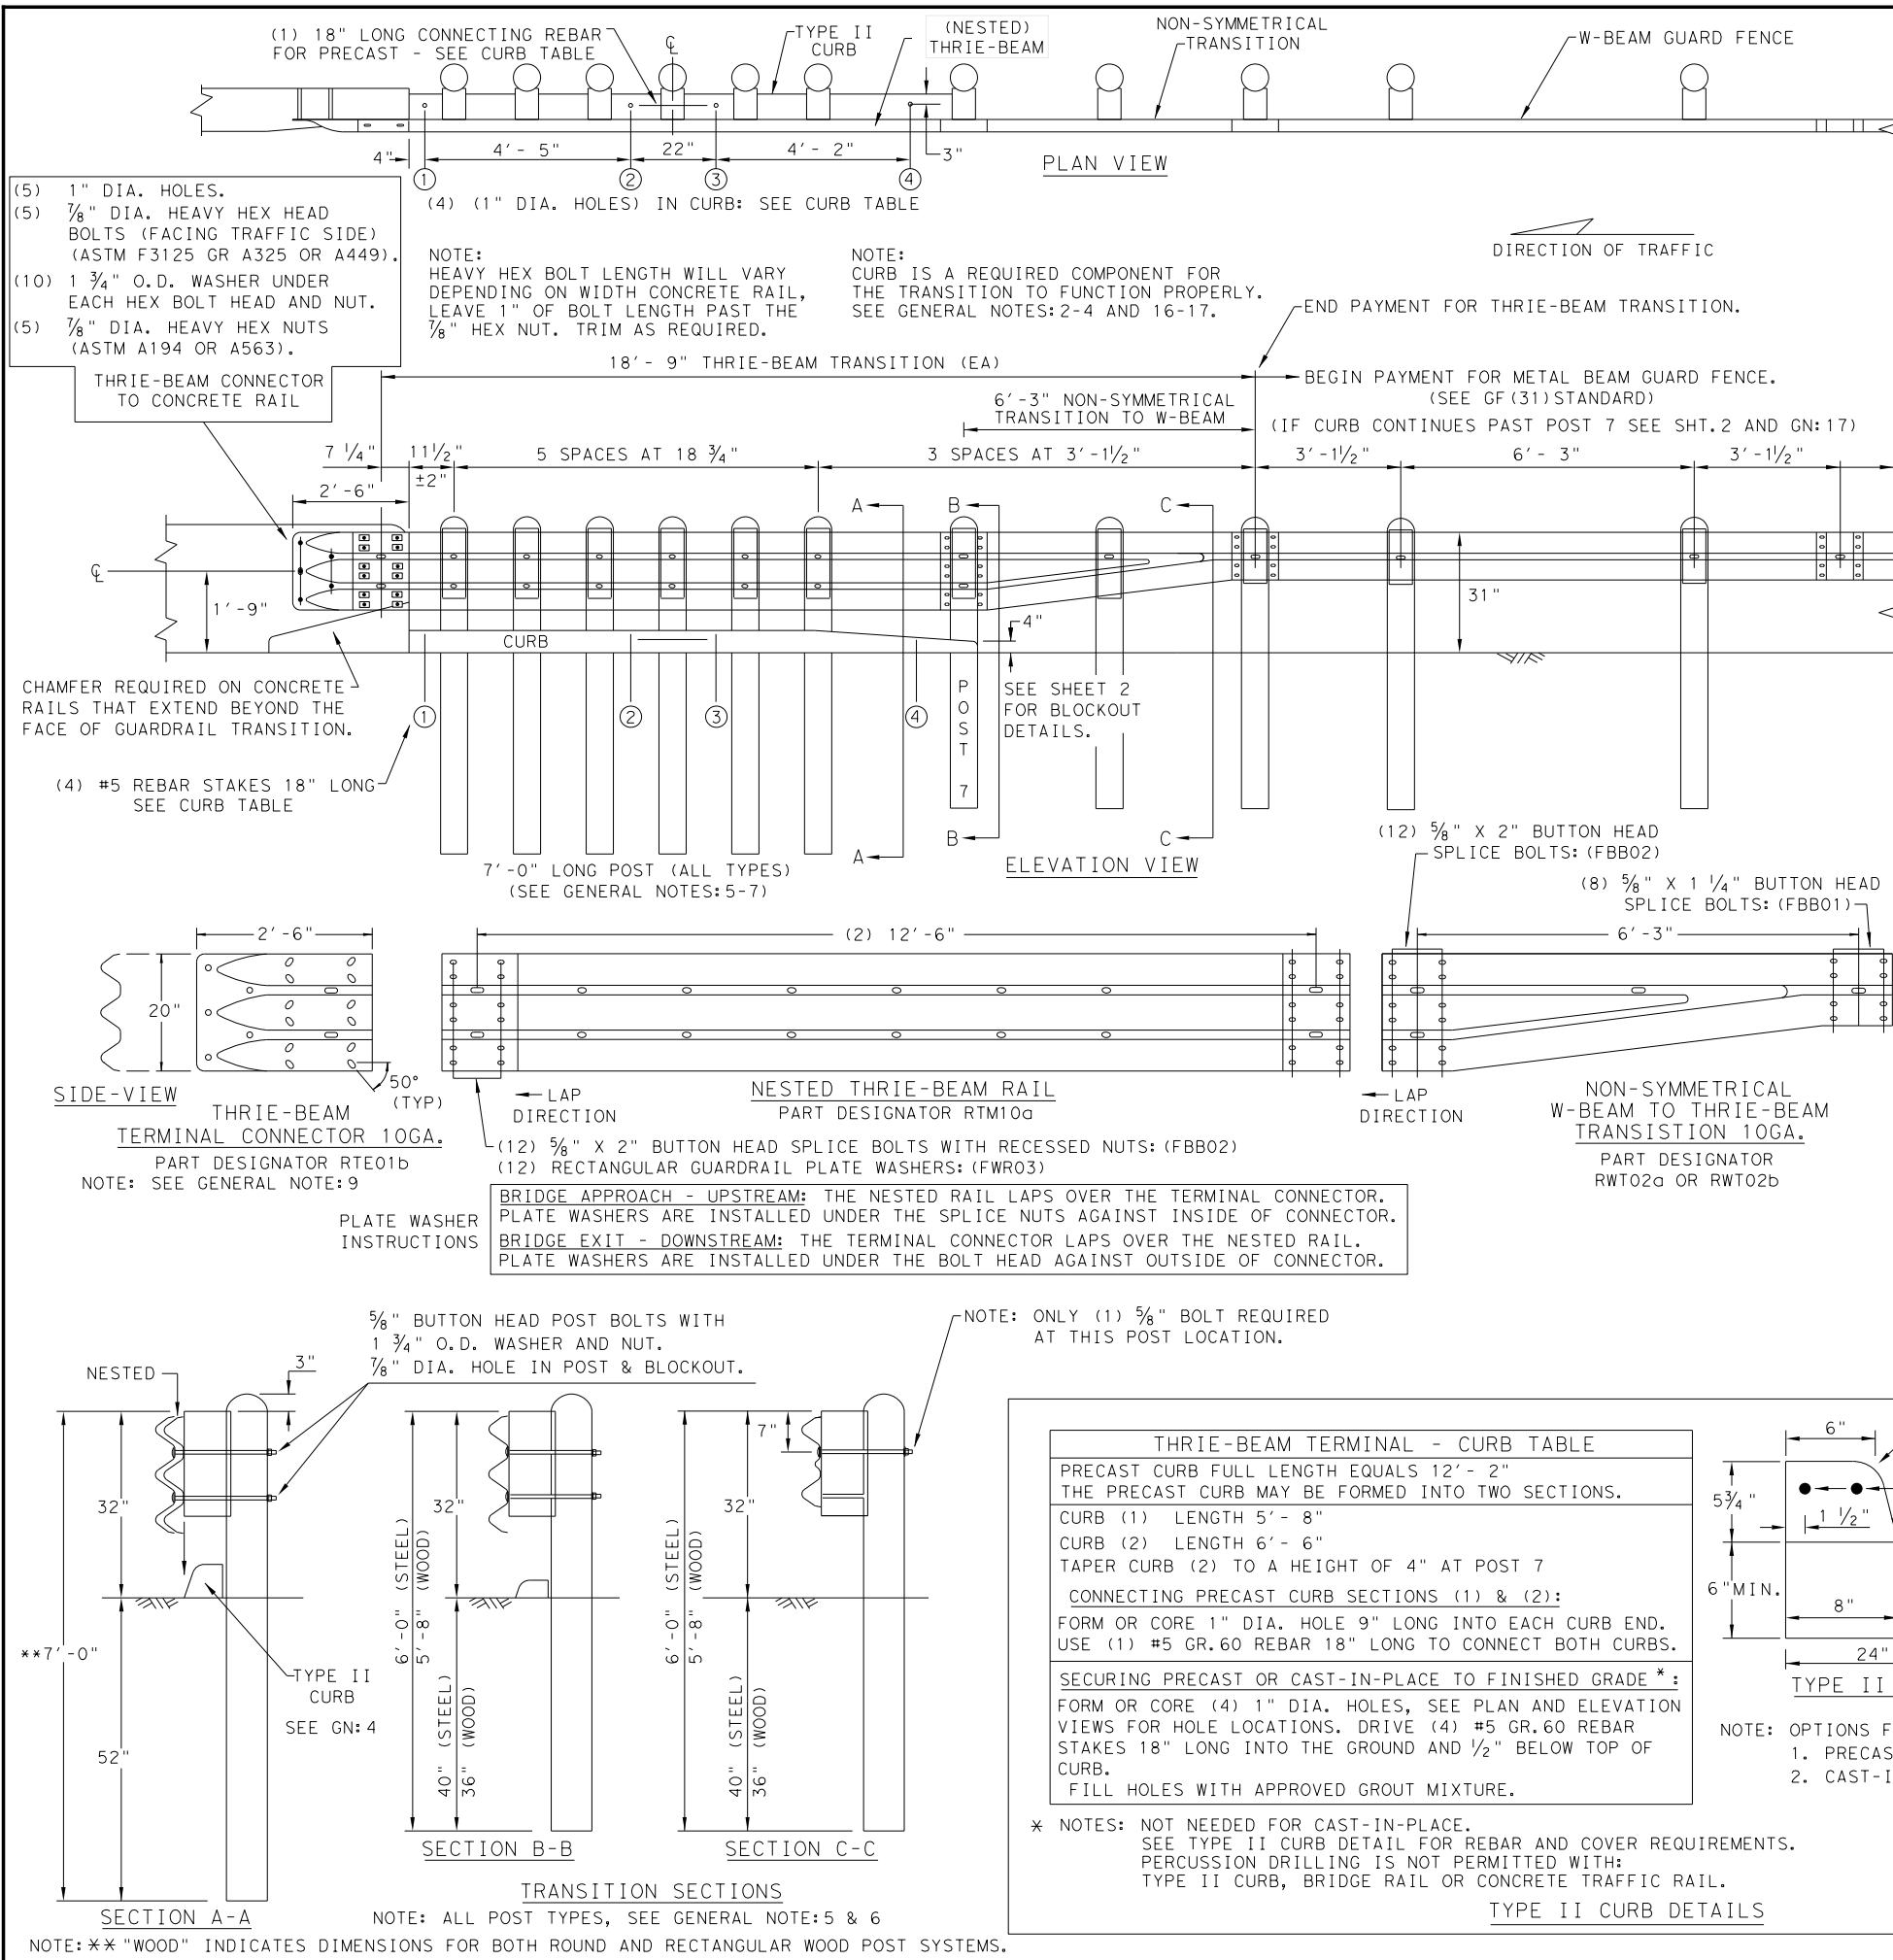 (1) 18" LONG CONNECTING REBAR
FOR PRECAST - SEE CURB TABLE
℄
TYPE II
CURB
(NESTED)
THRIE-BEAM
NON-SYMMETRICAL
TRANSITION
W-BEAM GUARD FENCE
4"
4'- 5"
22"
4'- 2"
3"
PLAN VIEW
1
2
3
4
(4) (1" DIA. HOLES) IN CURB: SEE CURB TABLE
(5) 1" DIA. HOLES.
(5) 7/8" DIA. HEAVY HEX HEAD
BOLTS (FACING TRAFFIC SIDE)
(ASTM F3125 GR A325 OR A449).
(10) 1 3/4" O.D. WASHER UNDER
EACH HEX BOLT HEAD AND NUT.
(5) 7/8" DIA. HEAVY HEX NUTS
(ASTM A194 OR A563).
THRIE-BEAM CONNECTOR
TO CONCRETE RAIL
NOTE:
HEAVY HEX BOLT LENGTH WILL VARY
DEPENDING ON WIDTH CONCRETE RAIL,
LEAVE 1" OF BOLT LENGTH PAST THE
7/8" HEX NUT. TRIM AS REQUIRED.
NOTE:
CURB IS A REQUIRED COMPONENT FOR
THE TRANSITION TO FUNCTION PROPERLY.
SEE GENERAL NOTES:2-4 AND 16-17.
DIRECTION OF TRAFFIC
END PAYMENT FOR THRIE-BEAM TRANSITION.
18'- 9" THRIE-BEAM TRANSITION (EA)
BEGIN PAYMENT FOR METAL BEAM GUARD FENCE.
(SEE GF(31)STANDARD)
6'-3" NON-SYMMETRICAL
TRANSITION TO W-BEAM
(IF CURB CONTINUES PAST POST 7 SEE SHT.2 AND GN:17)
7 1/4"
11 1/2"
±2"
5 SPACES AT 18 3/4"
3 SPACES AT 3'-1 1/2"
3'-1 1/2"
6'- 3"
3'-1 1/2"
2'-6"
A
B
C
℄
1'-9"
31"
CURB
4"
CHAMFER REQUIRED ON CONCRETE
RAILS THAT EXTEND BEYOND THE
FACE OF GUARDRAIL TRANSITION.
1
2
3
4
POST 7
SEE SHEET 2
FOR BLOCKOUT
DETAILS.
(4) #5 REBAR STAKES 18" LONG
SEE CURB TABLE
A
B
C
7'-0" LONG POST (ALL TYPES)
(SEE GENERAL NOTES:5-7)
ELEVATION VIEW
(12) 5/8" X 2" BUTTON HEAD
SPLICE BOLTS:(FBB02)
(8) 5/8" X 1 1/4" BUTTON HEAD
SPLICE BOLTS:(FBB01)
2'-6"
(2) 12'-6"
6'-3"
20"
50°
(TYP)
SIDE-VIEW
THRIE-BEAM
TERMINAL CONNECTOR 10GA.
PART DESIGNATOR RTE01b
NOTE: SEE GENERAL NOTE:9
LAP
DIRECTION
NESTED THRIE-BEAM RAIL
PART DESIGNATOR RTM10a
LAP
DIRECTION
NON-SYMMETRICAL
W-BEAM TO THRIE-BEAM
TRANSISTION 10GA.
PART DESIGNATOR
RWT02a OR RWT02b
(12) 5/8" X 2" BUTTON HEAD SPLICE BOLTS WITH RECESSED NUTS:(FBB02)
(12) RECTANGULAR GUARDRAIL PLATE WASHERS:(FWR03)
PLATE WASHER
INSTRUCTIONS
BRIDGE APPROACH - UPSTREAM: THE NESTED RAIL LAPS OVER THE TERMINAL CONNECTOR.
PLATE WASHERS ARE INSTALLED UNDER THE SPLICE NUTS AGAINST INSIDE OF CONNECTOR.
BRIDGE EXIT - DOWNSTREAM: THE TERMINAL CONNECTOR LAPS OVER THE NESTED RAIL.
PLATE WASHERS ARE INSTALLED UNDER THE BOLT HEAD AGAINST OUTSIDE OF CONNECTOR.
5/8" BUTTON HEAD POST BOLTS WITH
1 3/4" O.D. WASHER AND NUT.
7/8" DIA. HOLE IN POST & BLOCKOUT.
NOTE: ONLY (1) 5/8" BOLT REQUIRED
AT THIS POST LOCATION.
NESTED
3"
32"
**7'-0"
52"
TYPE II
CURB
SEE GN:4
SECTION A-A
32"
6'-0" (STEEL)
5'-8" (WOOD)
40" (STEEL)
36" (WOOD)
SECTION B-B
7"
32"
6'-0" (STEEL)
5'-8" (WOOD)
40" (STEEL)
36" (WOOD)
SECTION C-C
TRANSITION SECTIONS
NOTE: ALL POST TYPES, SEE GENERAL NOTE:5 & 6
NOTE:** "WOOD" INDICATES DIMENSIONS FOR BOTH ROUND AND RECTANGULAR WOOD POST SYSTEMS.
THRIE-BEAM TERMINAL - CURB TABLE
PRECAST CURB FULL LENGTH EQUALS 12'- 2"
THE PRECAST CURB MAY BE FORMED INTO TWO SECTIONS.
CURB (1) LENGTH 5'- 8"
CURB (2) LENGTH 6'- 6"
TAPER CURB (2) TO A HEIGHT OF 4" AT POST 7
CONNECTING PRECAST CURB SECTIONS (1) & (2):
FORM OR CORE 1" DIA. HOLE 9" LONG INTO EACH CURB END.
USE (1) #5 GR.60 REBAR 18" LONG TO CONNECT BOTH CURBS.
SECURING PRECAST OR CAST-IN-PLACE TO FINISHED GRADE *:
FORM OR CORE (4) 1" DIA. HOLES, SEE PLAN AND ELEVATION
VIEWS FOR HOLE LOCATIONS. DRIVE (4) #5 GR.60 REBAR
STAKES 18" LONG INTO THE GROUND AND 1/2" BELOW TOP OF
CURB.
FILL HOLES WITH APPROVED GROUT MIXTURE.
6"
5 3/4"
1 1/2"
6"MIN.
8"
24"
TYPE II
NOTE: OPTIONS F
1. PRECAS
2. CAST-I
* NOTES: NOT NEEDED FOR CAST-IN-PLACE.
SEE TYPE II CURB DETAIL FOR REBAR AND COVER REQUIREMENTS.
PERCUSSION DRILLING IS NOT PERMITTED WITH:
TYPE II CURB, BRIDGE RAIL OR CONCRETE TRAFFIC RAIL.
TYPE II CURB DETAILS